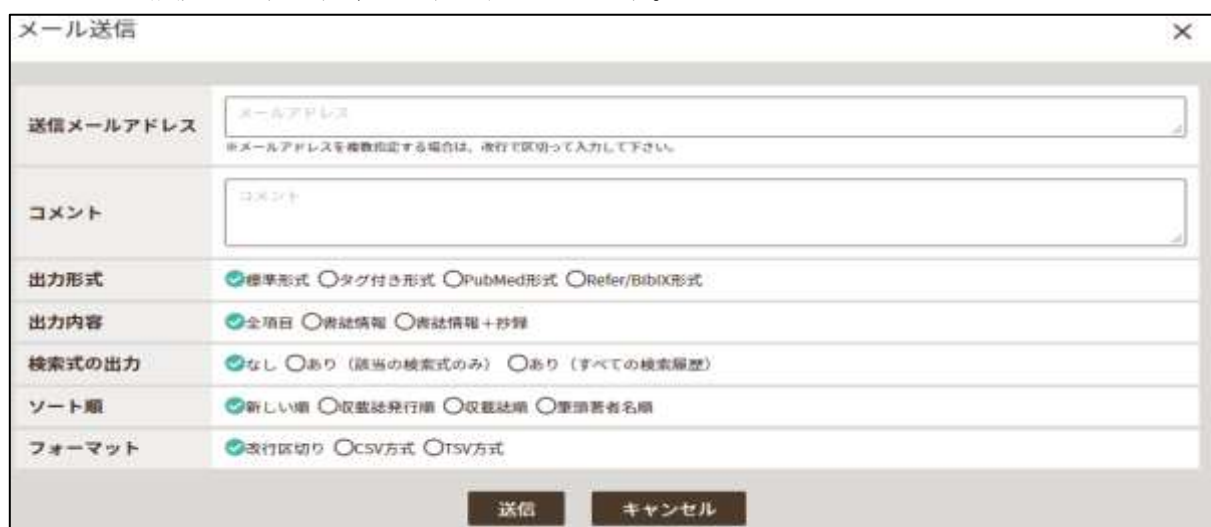 メール送信
×
送信メールアドレス
メールアドレス
※メールアドレスを複数指定する場合は、改行で区切って入力して下さい。
コメント
コメント
出力形式
標準形式 タグ付き形式 PubMed形式 Refer/BibIX形式
出力内容
全項目 書誌情報 書誌情報+抄録
検索式の出力
なし あり（該当の検索式のみ） あり（すべての検索履歴）
ソート順
新しい順 収載誌発行順 収載誌順 筆頭著者名順
フォーマット
改行区切り CSV方式 TSV方式
送信 キャンセル